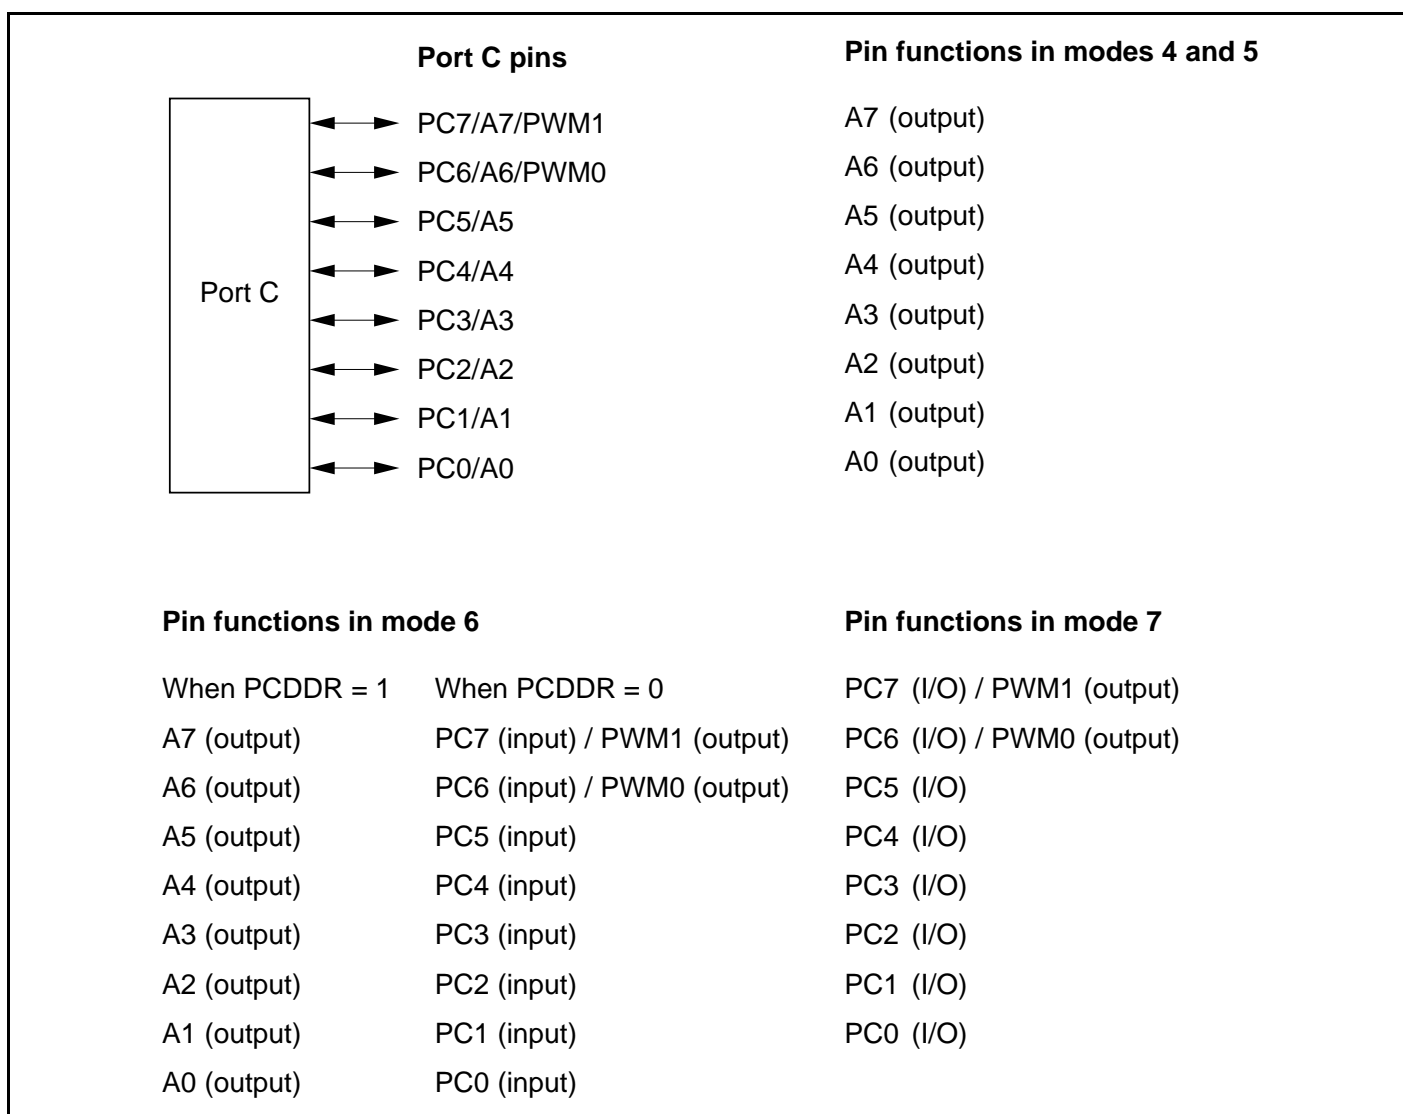 Port C pins
Pin functions in modes 4 and 5
Port C
PC7/A7/PWM1
A7 (output)
PC6/A6/PWM0
A6 (output)
PC5/A5
A5 (output)
PC4/A4
A4 (output)
PC3/A3
A3 (output)
PC2/A2
A2 (output)
PC1/A1
A1 (output)
PC0/A0
A0 (output)
Pin functions in mode 6
When PCDDR = 1 When PCDDR = 0
A7 (output) PC7 (input) / PWM1 (output)
A6 (output) PC6 (input) / PWM0 (output)
A5 (output) PC5 (input)
A4 (output) PC4 (input)
A3 (output) PC3 (input)
A2 (output) PC2 (input)
A1 (output) PC1 (input)
A0 (output) PC0 (input)
Pin functions in mode 7
PC7 (I/O) / PWM1 (output)
PC6 (I/O) / PWM0 (output)
PC5 (I/O)
PC4 (I/O)
PC3 (I/O)
PC2 (I/O)
PC1 (I/O)
PC0 (I/O)